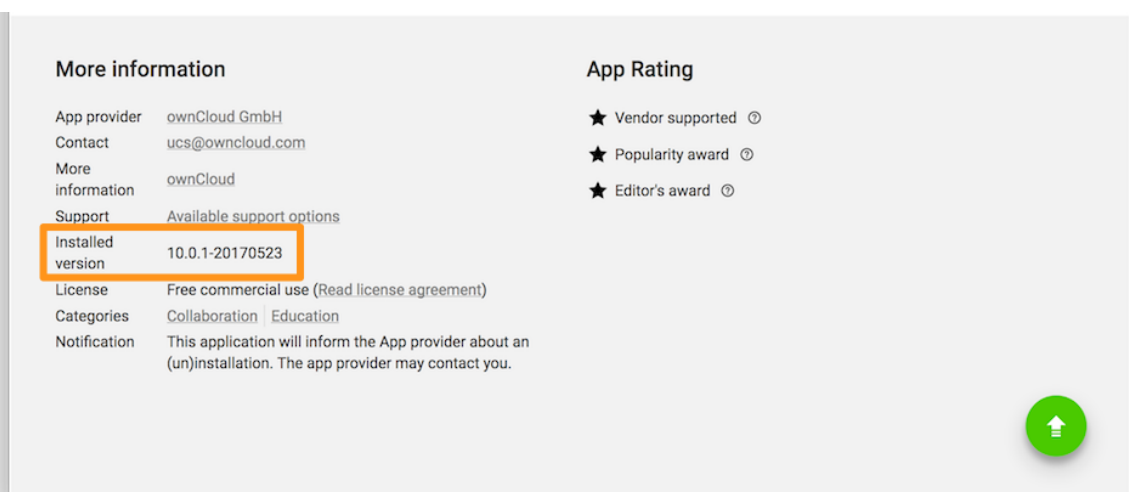 More information
App provider ownCloud GmbH
Contact ucs@owncloud.com
More
information ownCloud
Support Available support options
Installed
version 10.0.1-20170523
License Free commercial use (Read license agreement)
Categories Collaboration Education
Notification This application will inform the App provider about an
(un)installation. The app provider may contact you.
App Rating
Vendor supported
Popularity award
Editor's award